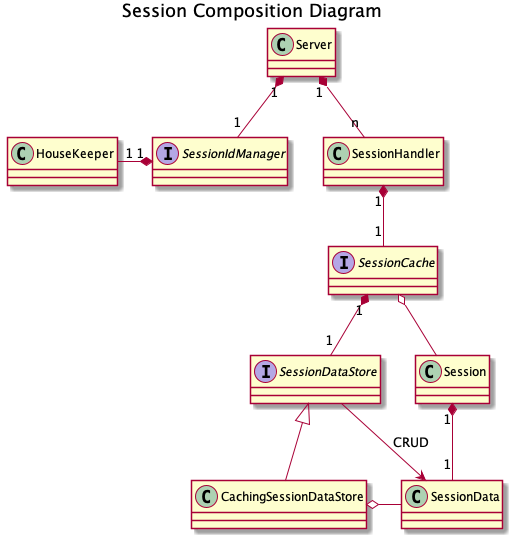 Session Composition Diagram
C Server
1 1
1 n
C HouseKeeper 1 1 I SessionIdManager C SessionHandler
1
1
I SessionCache
1
1
I SessionDataStore C Session
1
CRUD
1
C CachingSessionDataStore C SessionData